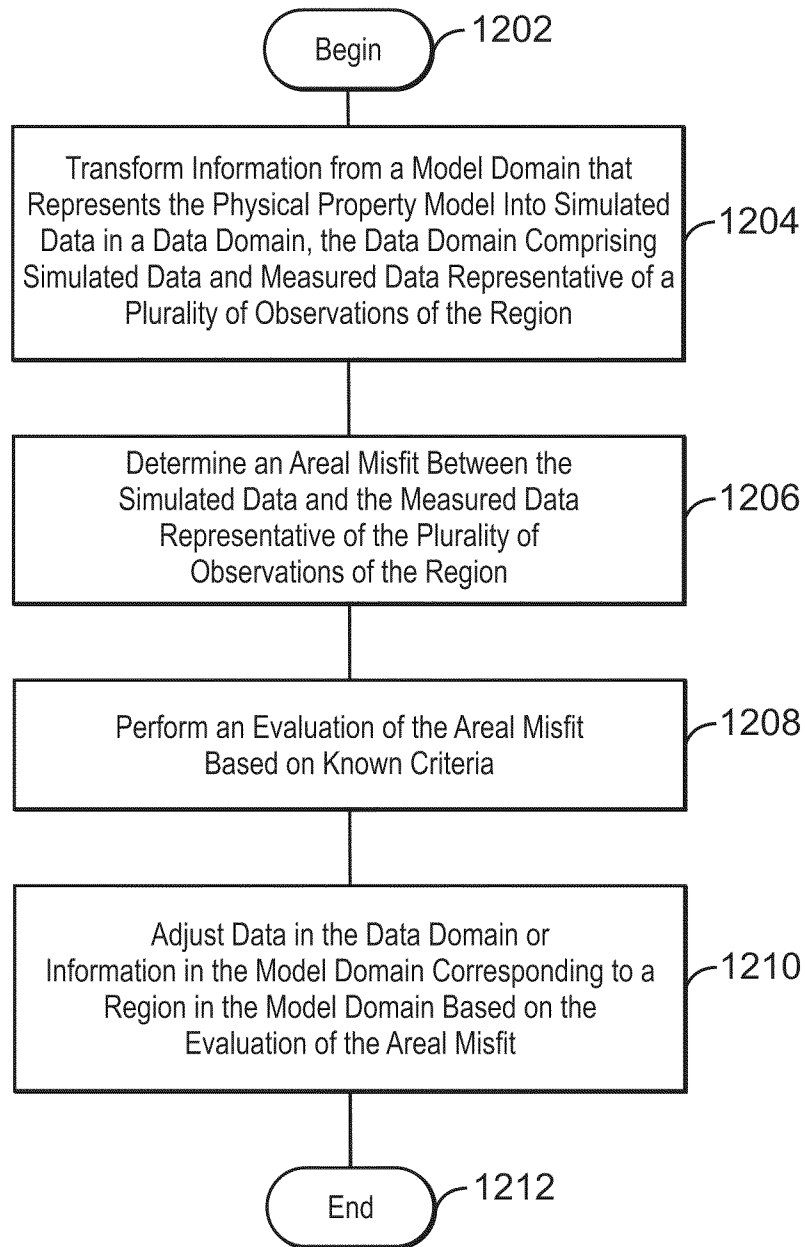 Begin
1202
Transform Information from a Model Domain that
Represents the Physical Property Model Into Simulated
Data in a Data Domain, the Data Domain Comprising
Simulated Data and Measured Data Representative of a
Plurality of Observations of the Region
1204
Determine an Areal Misfit Between the
Simulated Data and the Measured Data
Representative of the Plurality of
Observations of the Region
1206
Perform an Evaluation of the Areal Misfit
Based on Known Criteria
1208
Adjust Data in the Data Domain or
Information in the Model Domain Corresponding to a
Region in the Model Domain Based on the
Evaluation of the Areal Misfit
1210
End
1212